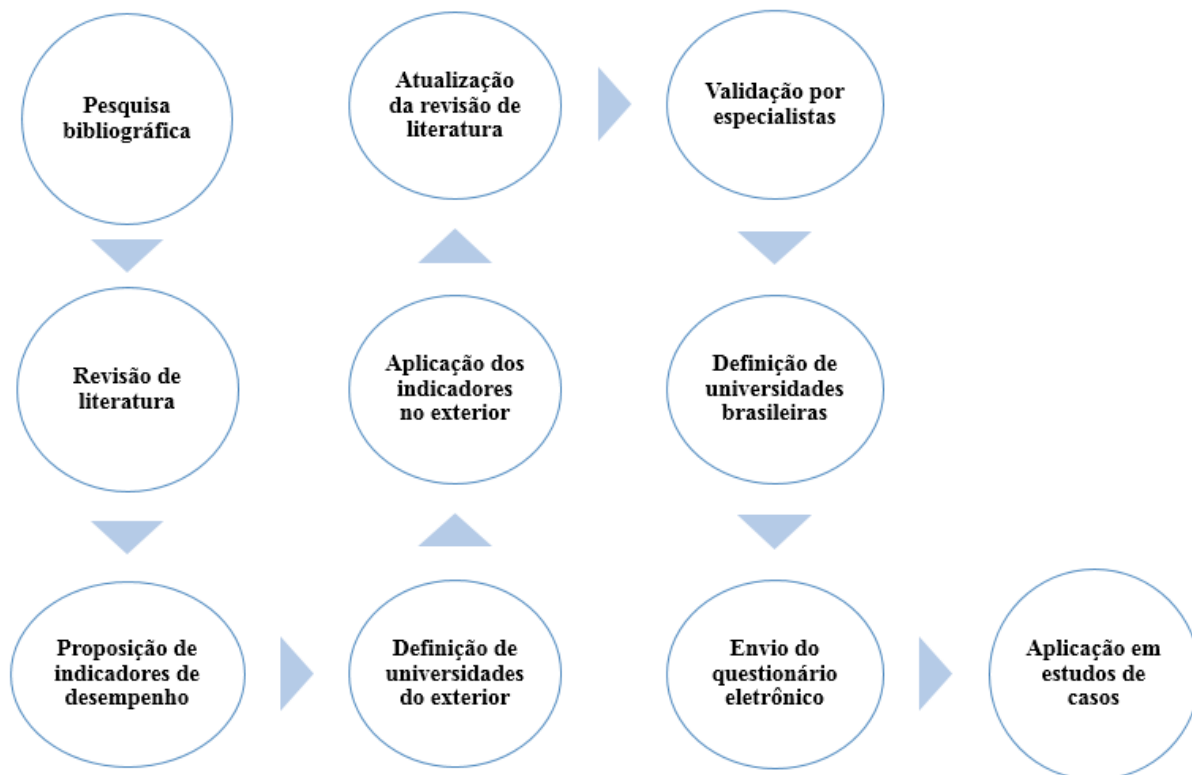 Pesquisa
bibliográfica
Revisão de
literatura
Proposição de
indicadores de
desempenho
Definição de
universidades
do exterior
Aplicação dos
indicadores
no exterior
Atualização
da revisão de
literatura
Validação por
especialistas
Definição de
universidades
brasileiras
Envio do
questionário
eletrônico
Aplicação em
estudos de
casos